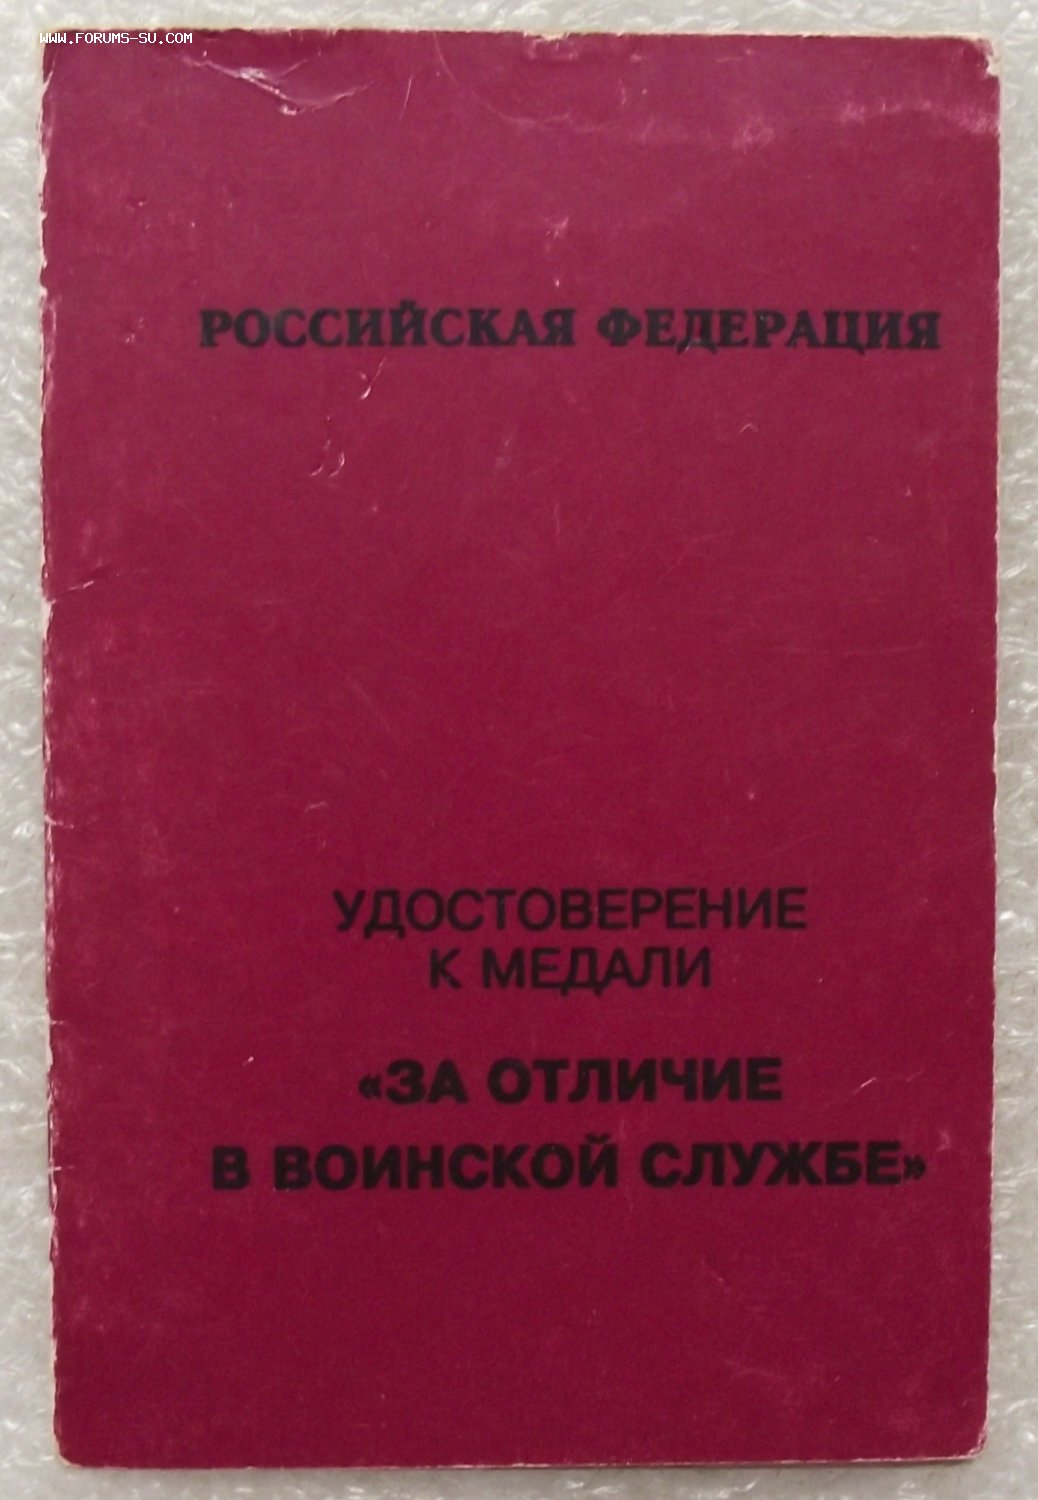 WWW.FORUMS-SU.COM
РОССИЙСКАЯ ФЕДЕРАЦИЯ
УДОСТОВЕРЕНИЕ
К МЕДАЛИ
«ЗА ОТЛИЧИЕ
В ВОИНСКОЙ СЛУЖБЕ»